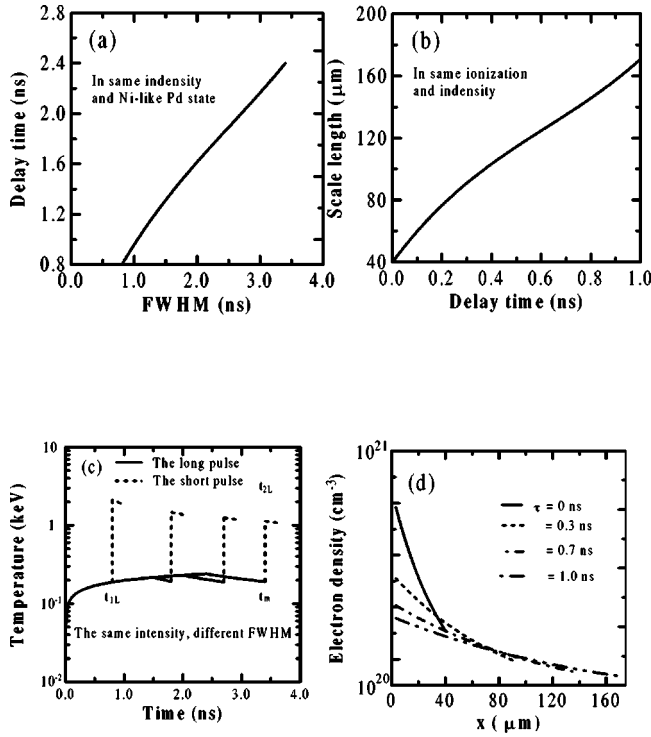 (a)
In same indensity
and Ni-like Pd state
Delay time (ns)
2.8
2.4
2.0
1.6
1.2
0.8
0.0 1.0 2.0 3.0 4.0
FWHM (ns)
(b)
In same ionization
and indensity
Scale length (μm)
200
160
120
80
40
0.0 0.2 0.4 0.6 0.8 1.0
Delay time (ns)
(c)
The long pulse
The short pulse
t2L
t1L
tm
The same intensity, different FWHM
Temperature (keV)
10
1
10-1
10-2
0.0 1.0 2.0 3.0 4.0
Time (ns)
(d)
τ = 0 ns
= 0.3 ns
= 0.7 ns
= 1.0 ns
Electron density (cm-3)
10²¹
10²⁰
0 40 80 120 160
x ( μm)